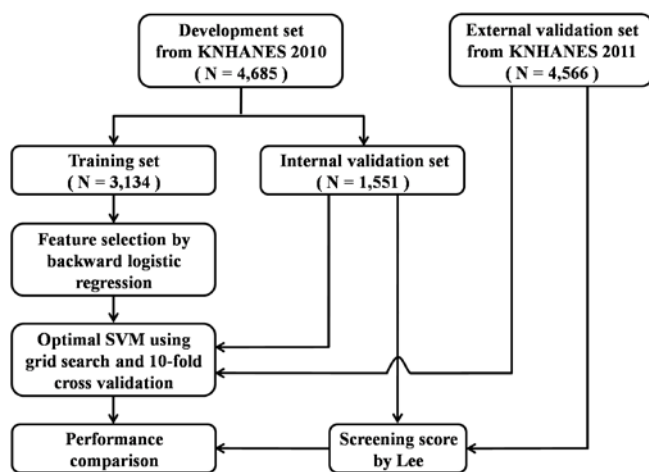 Development set
from KNHANES 2010
( N = 4,685 )
External validation set
from KNHANES 2011
( N = 4,566 )
Training set
( N = 3,134 )
Internal validation set
( N = 1,551 )
Feature selection by
backward logistic
regression
Optimal SVM using
grid search and 10-fold
cross validation
Performance
comparison
Screening score
by Lee